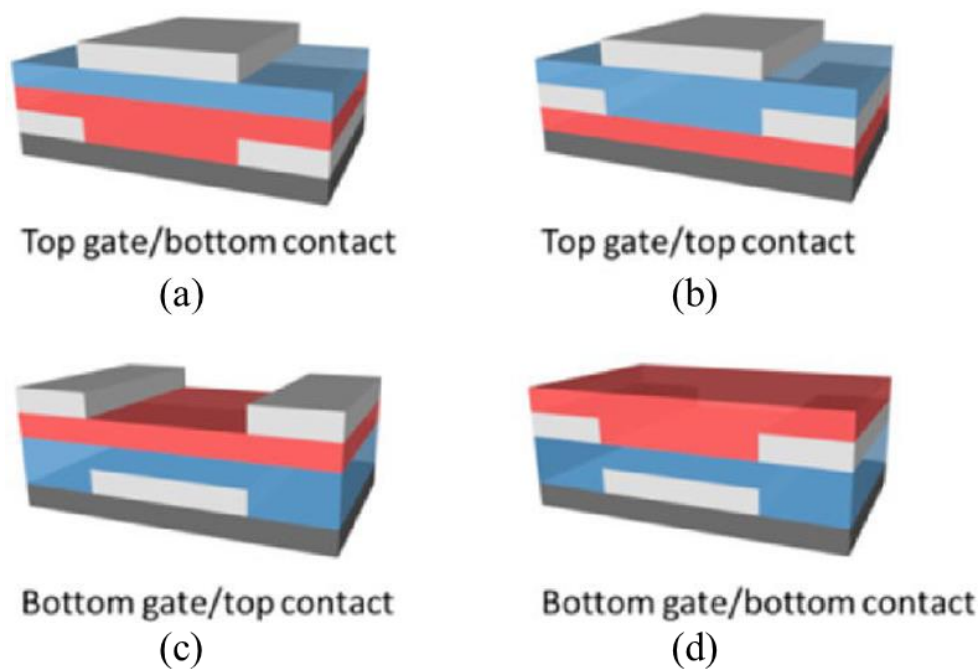 Top gate/bottom contact
Top gate/top contact
(a)
(b)
Bottom gate/top contact
Bottom gate/bottom contact
(c)
(d)